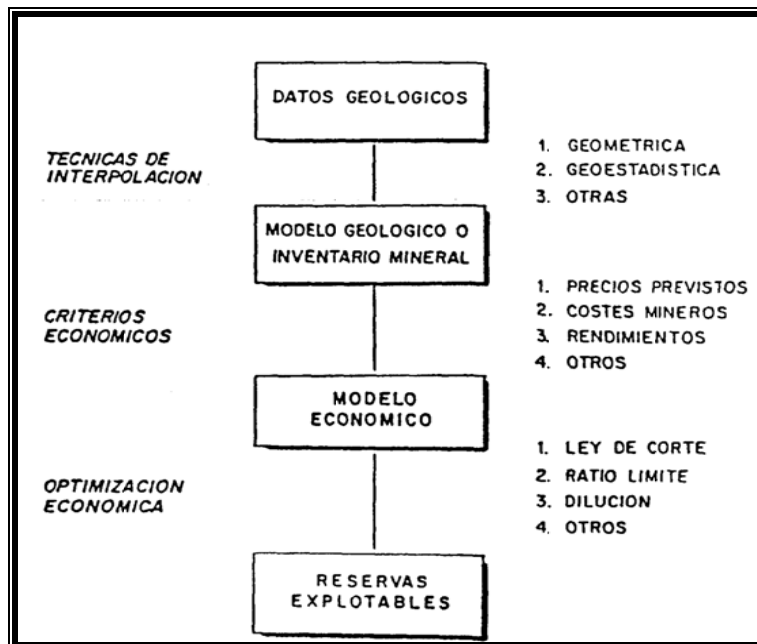 DATOS GEOLOGICOS
TECNICAS DE
INTERPOLACION
1. GEOMETRICA
2. GEOESTADISTICA
3. OTRAS
MODELO GEOLOGICO O
INVENTARIO MINERAL
CRITERIOS
ECONOMICOS
1. PRECIOS PREVISTOS
2. COSTES MINEROS
3. RENDIMIENTOS
4. OTROS
MODELO
ECONOMICO
OPTIMIZACION
ECONOMICA
1. LEY DE CORTE
2. RATIO LIMITE
3. DILUCION
4. OTROS
RESERVAS
EXPLOTABLES